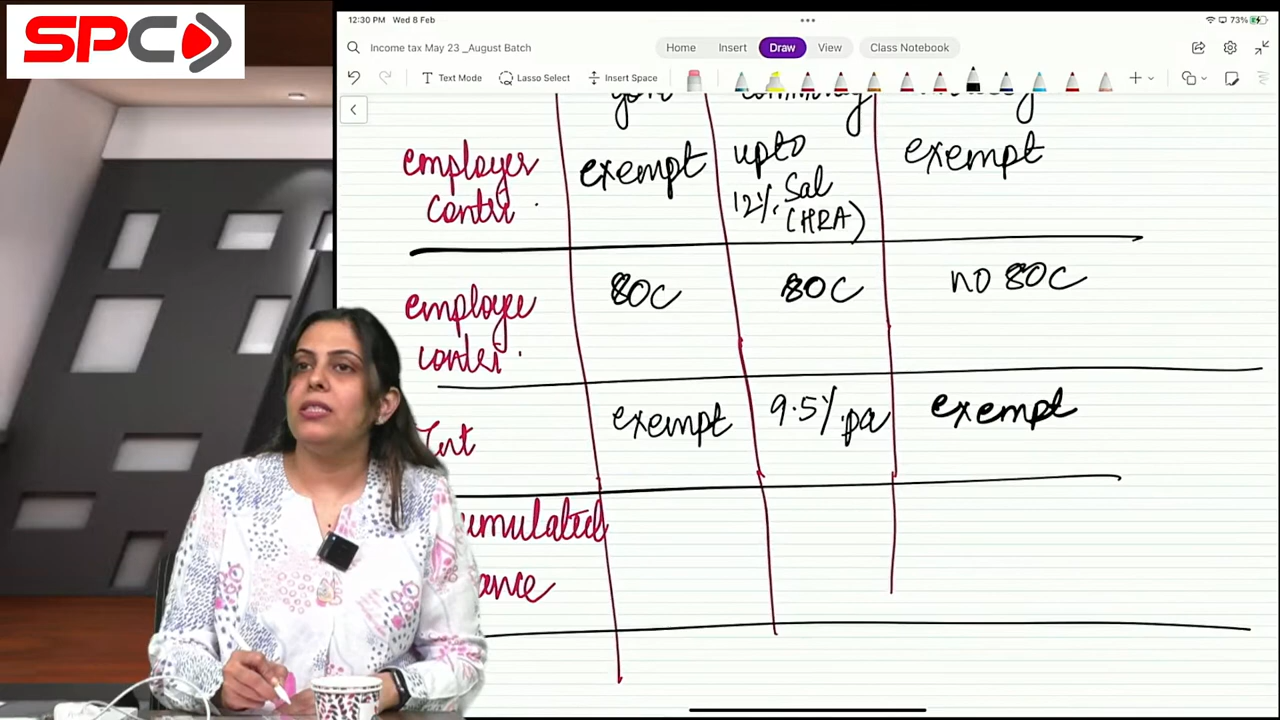 SPC
12:30 PM Wed 8 Feb
73%
Income tax May 23 _August Batch
Home Insert Draw View Class Notebook
Text Mode Lasso Select Insert Space
employer exempt upto exempt
contri. 12%. Sal
(HRA)
employee 80C 80C no 80C
contri.
Int exempt 9.5%.pa exempt
umulated
ance